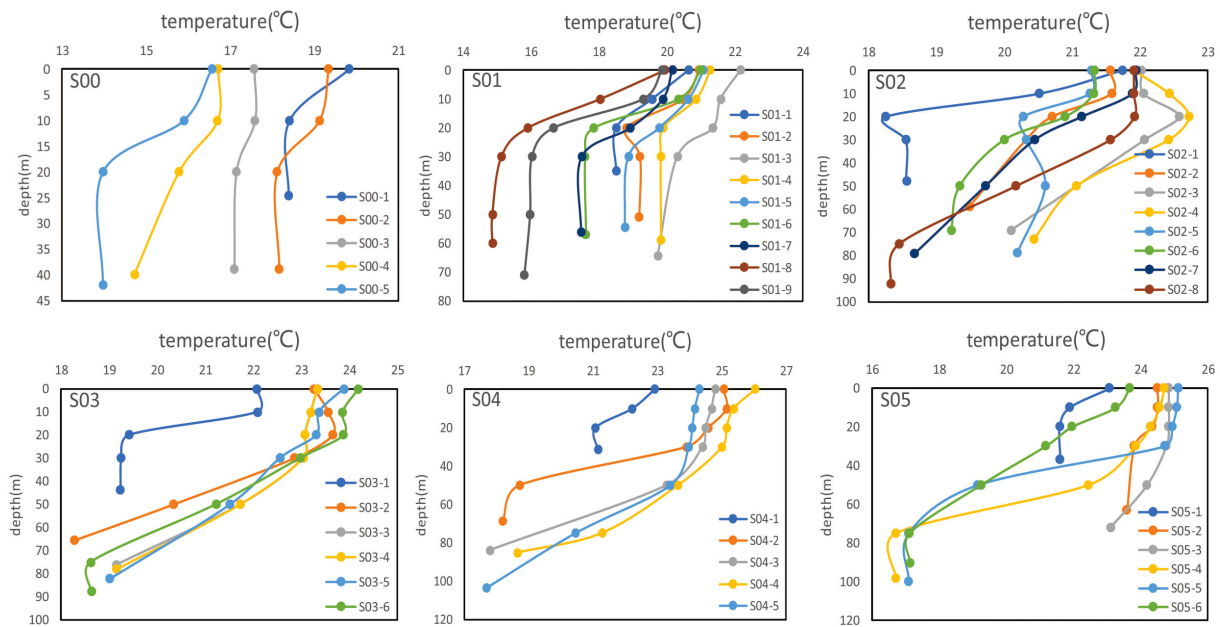 temperature(℃)
13 15 17 19 21
0
5
10
15
20
25
30
35
40
45
depth(m)
S00
S00-1
S00-2
S00-3
S00-4
S00-5
temperature(℃)
14 16 18 20 22 24
0
10
20
30
40
50
60
70
80
depth(m)
S01
S01-1
S01-2
S01-3
S01-4
S01-5
S01-6
S01-7
S01-8
S01-9
temperature(℃)
18 19 20 21 22 23
0
10
20
30
40
50
60
70
80
90
100
depth(m)
S02
S02-1
S02-2
S02-3
S02-4
S02-5
S02-6
S02-7
S02-8
temperature(℃)
18 19 20 21 22 23 24 25
0
10
20
30
40
50
60
70
80
90
100
depth(m)
S03
S03-1
S03-2
S03-3
S03-4
S03-5
S03-6
temperature(℃)
17 19 21 23 25 27
0
20
40
60
80
100
120
depth(m)
S04
S04-1
S04-2
S04-3
S04-4
S04-5
temperature(℃)
16 18 20 22 24 26
0
20
40
60
80
100
120
depth(m)
S05
S05-1
S05-2
S05-3
S05-4
S05-5
S05-6